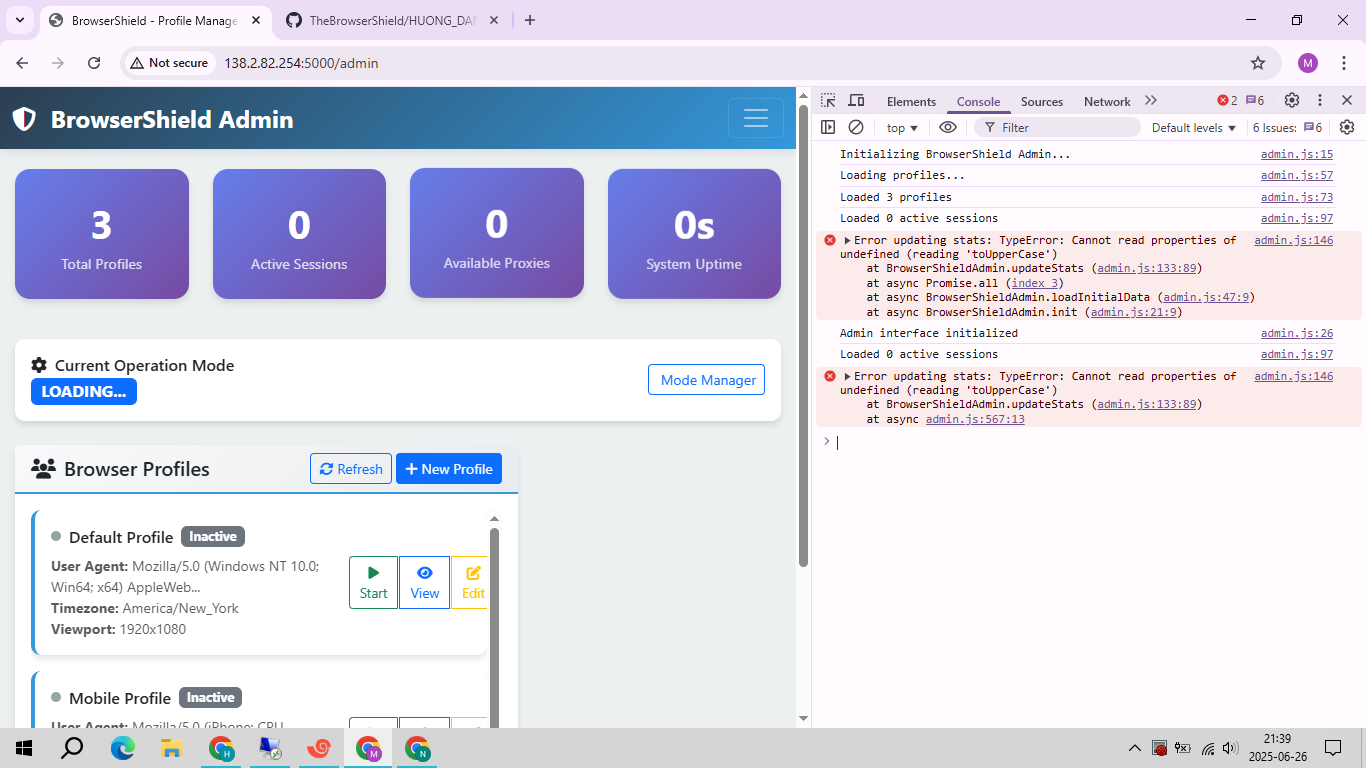 BrowserShield - Profile Manage
TheBrowserShield/HUONG_DAN
Not secure
138.2.82.254:5000/admin
M
BrowserShield Admin
3
Total Profiles
0
Active Sessions
0
Available Proxies
0s
System Uptime
Current Operation Mode
LOADING...
Mode Manager
Browser Profiles
Refresh
New Profile
Default Profile Inactive
User Agent: Mozilla/5.0 (Windows NT 10.0;
Win64; x64) AppleWeb...
Timezone: America/New_York
Viewport: 1920x1080
Start
View
Edit
Mobile Profile Inactive
User Agent: Mozilla/5.0 (iPhone; CPU
Elements Console Sources Network 2 6
top Filter Default levels 6 Issues: 6
Initializing BrowserShield Admin... admin.js:15
Loading profiles... admin.js:57
Loaded 3 profiles admin.js:73
Loaded 0 active sessions admin.js:97
Error updating stats: TypeError: Cannot read properties of admin.js:146
undefined (reading 'toUpperCase')
at BrowserShieldAdmin.updateStats (admin.js:133:89)
at async Promise.all (index 3)
at async BrowserShieldAdmin.loadInitialData (admin.js:47:9)
at async BrowserShieldAdmin.init (admin.js:21:9)
Admin interface initialized admin.js:26
Loaded 0 active sessions admin.js:97
Error updating stats: TypeError: Cannot read properties of admin.js:146
undefined (reading 'toUpperCase')
at BrowserShieldAdmin.updateStats (admin.js:133:89)
at async admin.js:567:13
H
M
N
21:39
2025-06-26